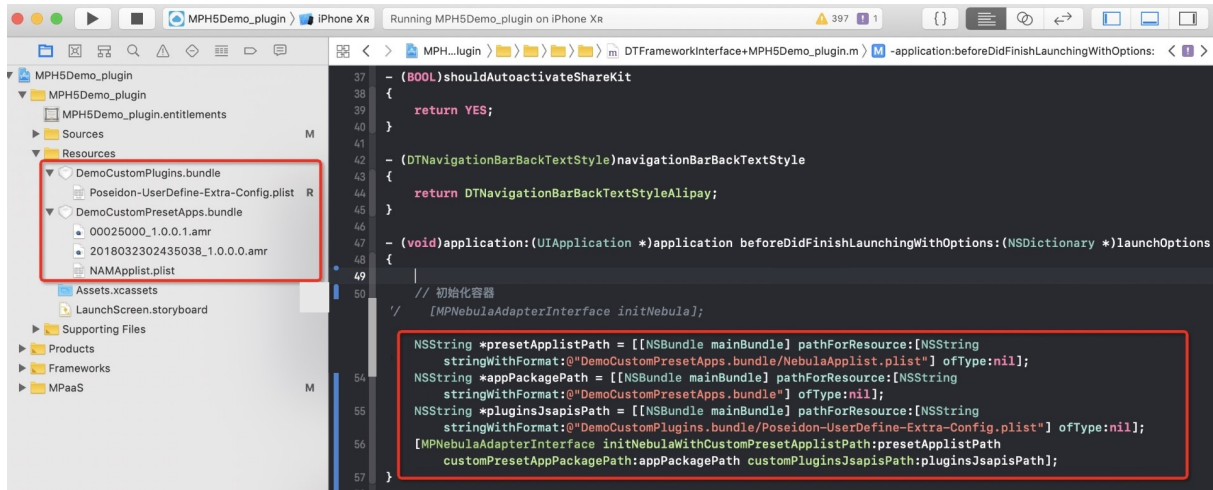 MPH5Demo_plugin › iPhone Xʀ
Running MPH5Demo_plugin on iPhone Xʀ
397
1
MPH...lugin
DTFrameworkInterface+MPH5Demo_plugin.m
M -application:beforeDidFinishLaunchingWithOptions:
MPH5Demo_plugin
MPH5Demo_plugin
MPH5Demo_plugin.entitlements
Sources M
Resources
DemoCustomPlugins.bundle
Poseidon-UserDefine-Extra-Config.plist R
DemoCustomPresetApps.bundle
00025000_1.0.0.1.amr
2018032302435038_1.0.0.0.amr
NAMApplist.plist
Assets.xcassets
LaunchScreen.storyboard
Supporting Files
Products
Frameworks
MPaaS M
37 - (BOOL)shouldAutoactivateShareKit
38 {
39 return YES;
40 }
41
42 - (DTNavigationBarBackTextStyle)navigationBarBackTextStyle
43 {
44 return DTNavigationBarBackTextStyleAlipay;
45 }
46
47 - (void)application:(UIApplication *)application beforeDidFinishLaunchingWithOptions:(NSDictionary *)launchOptions
48 {
49
50 // 初始化容器
// [MPNebulaAdapterInterface initNebula];
NSString *presetApplistPath = [[NSBundle mainBundle] pathForResource:[NSString
stringWithFormat:@"DemoCustomPresetApps.bundle/NebulaApplist.plist"] ofType:nil];
54 NSString *appPackagePath = [[NSBundle mainBundle] pathForResource:[NSString
stringWithFormat:@"DemoCustomPresetApps.bundle"] ofType:nil];
55 NSString *pluginsJsapisPath = [[NSBundle mainBundle] pathForResource:[NSString
stringWithFormat:@"DemoCustomPlugins.bundle/Poseidon-UserDefine-Extra-Config.plist"] ofType:nil];
56 [MPNebulaAdapterInterface initNebulaWithCustomPresetApplistPath:presetApplistPath
customPresetAppPackagePath:appPackagePath customPluginsJsapisPath:pluginsJsapisPath];
57 }